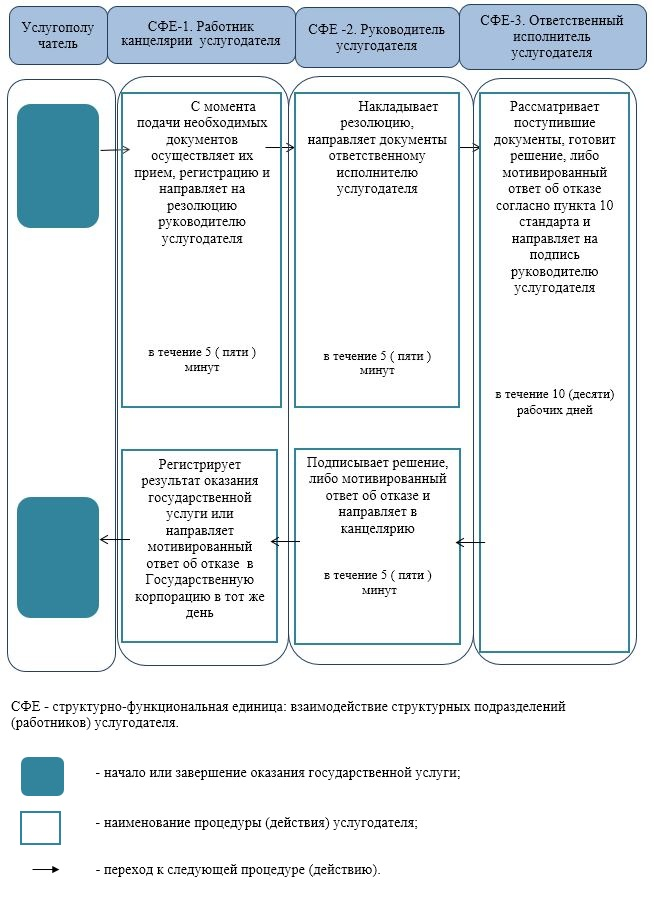 Услугополу
чатель
СФЕ-1. Работник
канцелярии услугодателя
СФЕ -2. Руководитель
услугодателя
СФЕ-3. Ответственный
исполнитель
услугодателя
С момента
подачи необходимых
документов
осуществляет их
прием, регистрацию и
направляет на
резолюцию
руководителю
услугодателя
в течение 5 ( пяти )
минут
Накладывает
резолюцию,
направляет документы
ответственному
исполнителю
услугодателя
в течение 5 ( пяти )
минут
Рассматривает
поступившие
документы, готовит
решение, либо
мотивированный
ответ об отказе
согласно пункта 10
стандарта и
направляет на
подпись
руководителю
услугодателя
в течение 10 (десяти)
рабочих дней
Регистрирует
результат оказания
государственной
услуги или
направляет
мотивированный
ответ об отказе в
Государственную
корпорацию в тот же
день
Подписывает решение,
либо мотивированный
ответ об отказе и
направляет в
канцелярию
в течение 5 ( пяти )
минут
СФЕ - структурно-функциональная единица: взаимодействие структурных подразделений
(работников) услугодателя.
- начало или завершение оказания государственной услуги;
- наименование процедуры (действия) услугодателя;
- переход к следующей процедуре (действию).